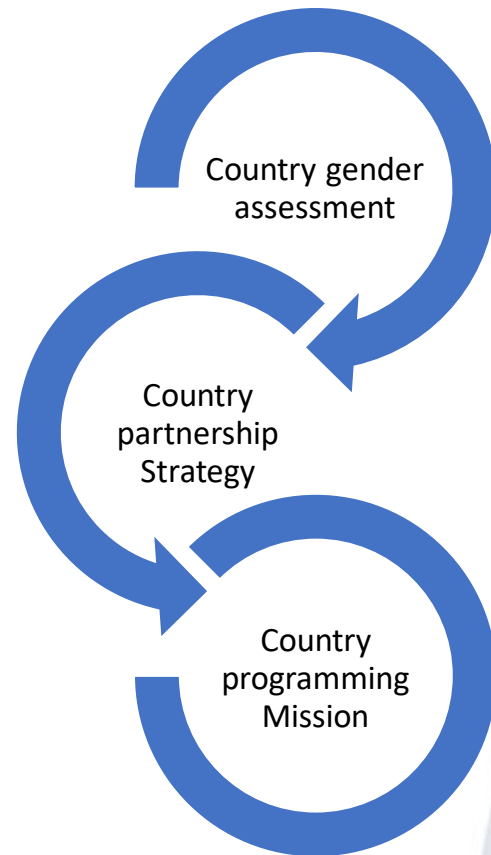 Country gender
assessment
Country
partnership
Strategy
Country
programming
Mission